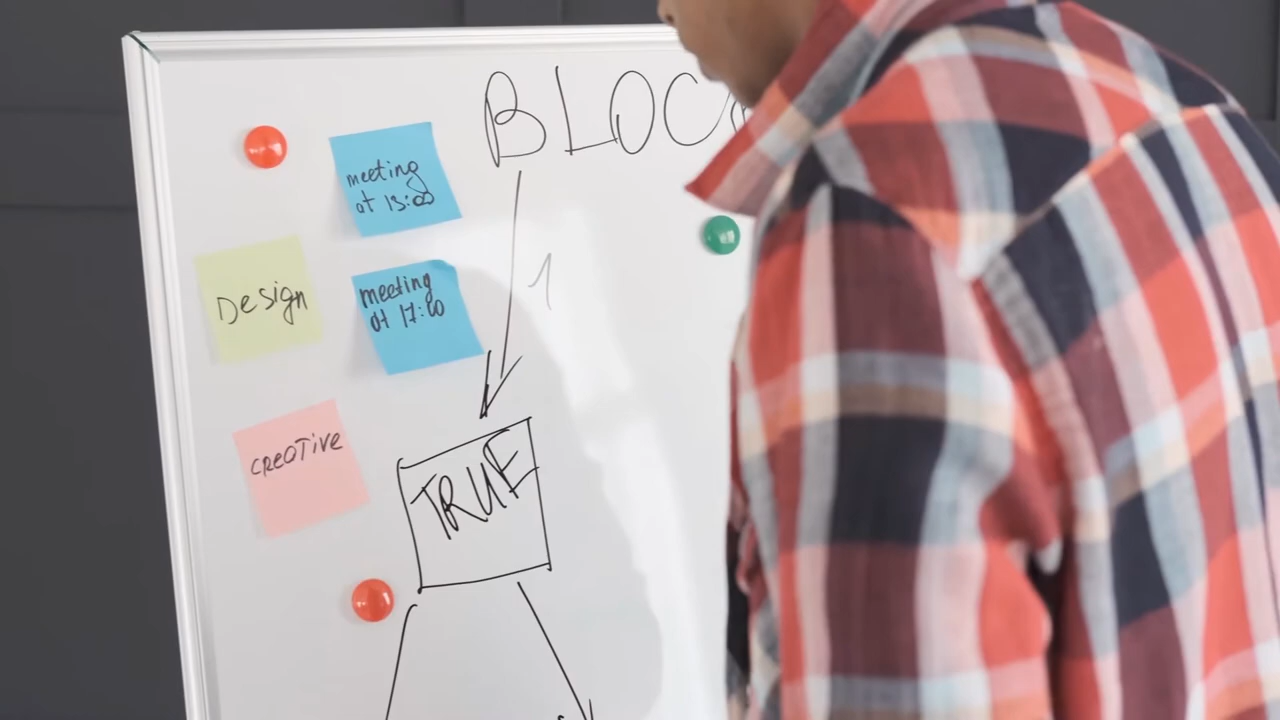 BLOC
meeting
at 15:00
1
Design
meeting
at 17:00
creative
TRUE